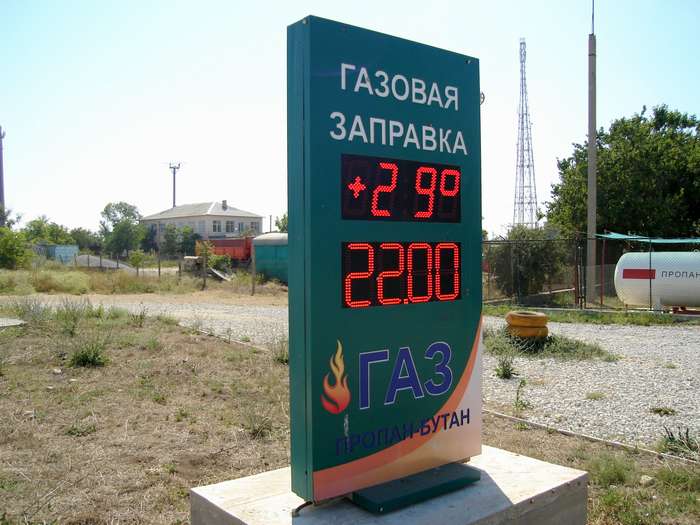 ГАЗОВАЯ
ЗАПРАВКА
+29°
22.00
ГАЗ
ПРОПАН-БУТАН
ПРОПАН